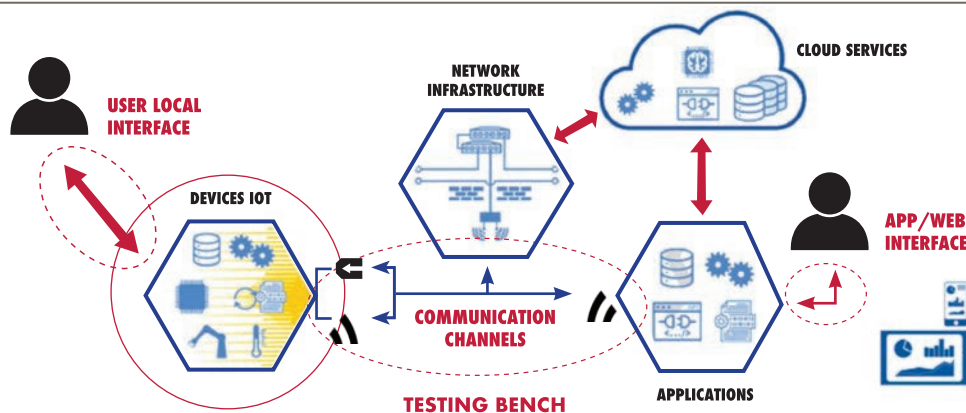 CLOUD SERVICES
NETWORK
INFRASTRUCTURE
USER LOCAL
INTERFACE
DEVICES IOT
APP/WEB
INTERFACE
COMMUNICATION
CHANNELS
APPLICATIONS
TESTING BENCH